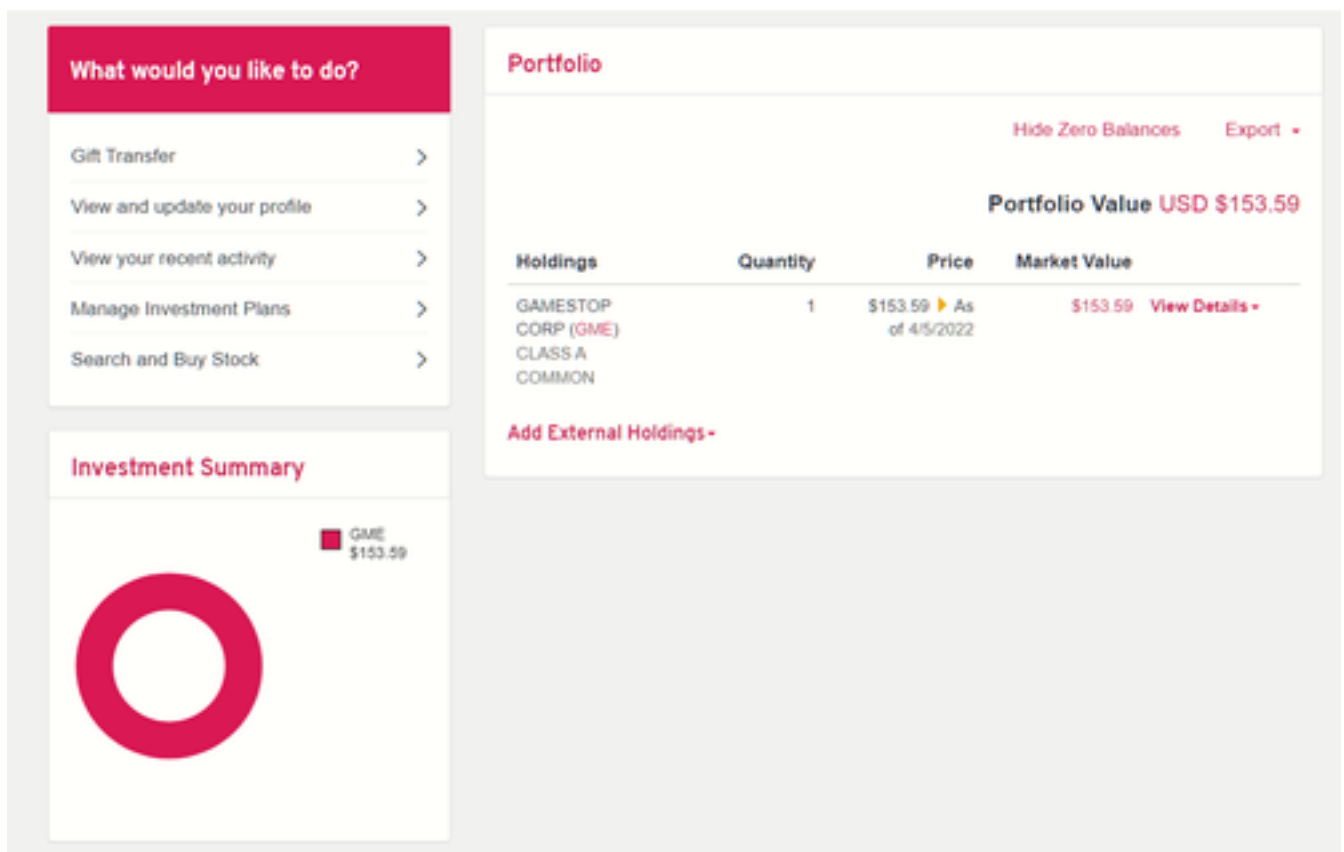 What would you like to do?
Gift Transfer
View and update your profile
View your recent activity
Manage Investment Plans
Search and Buy Stock
Investment Summary
GME
$153.59
Portfolio
Hide Zero Balances Export
Portfolio Value USD $153.59
Holdings Quantity Price Market Value
GAMESTOP 1 $153.59 As $153.59 View Details
CORP (GME) of 4/5/2022
CLASS A
COMMON
Add External Holdings